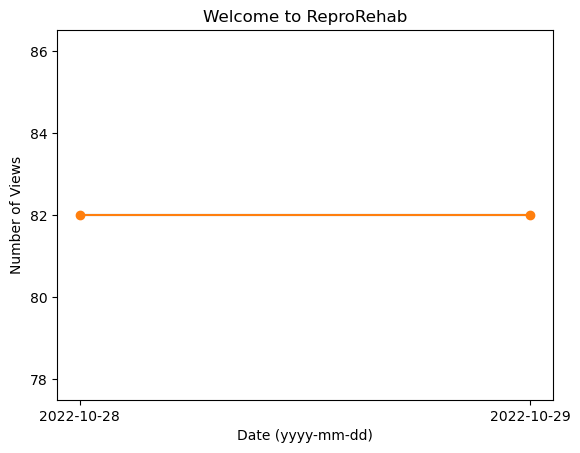 Welcome to ReproRehab
86
84
82
80
78
Number of Views
2022-10-28 2022-10-29
Date (yyyy-mm-dd)